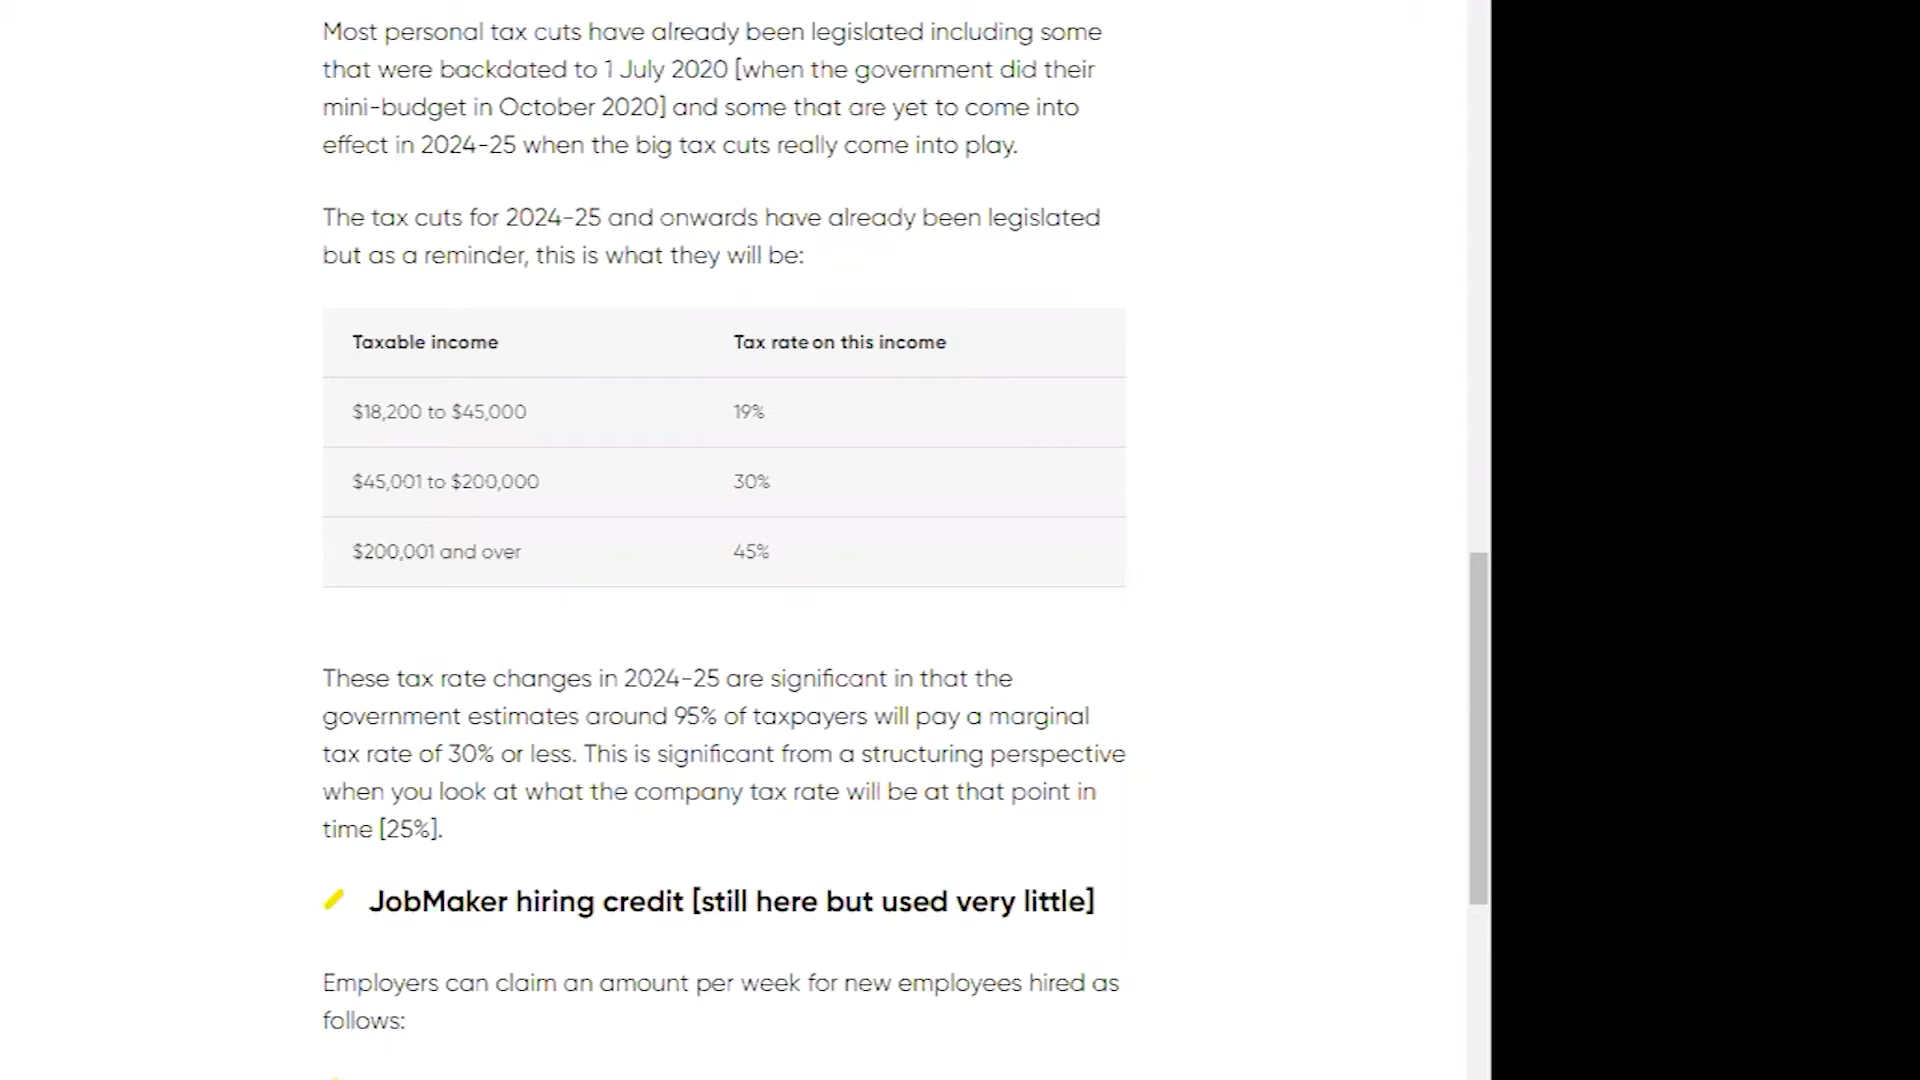 Most personal tax cuts have already been legislated including some
that were backdated to 1 July 2020 [when the government did their
mini-budget in October 2020] and some that are yet to come into
effect in 2024-25 when the big tax cuts really come into play.
The tax cuts for 2024-25 and onwards have already been legislated
but as a reminder, this is what they will be:
Taxable income Tax rate on this income
$18,200 to $45,000 19%
$45,001 to $200,000 30%
$200,001 and over 45%
These tax rate changes in 2024-25 are significant in that the
government estimates around 95% of taxpayers will pay a marginal
tax rate of 30% or less. This is significant from a structuring perspective
when you look at what the company tax rate will be at that point in
time [25%].
JobMaker hiring credit [still here but used very little]
Employers can claim an amount per week for new employees hired as
follows: